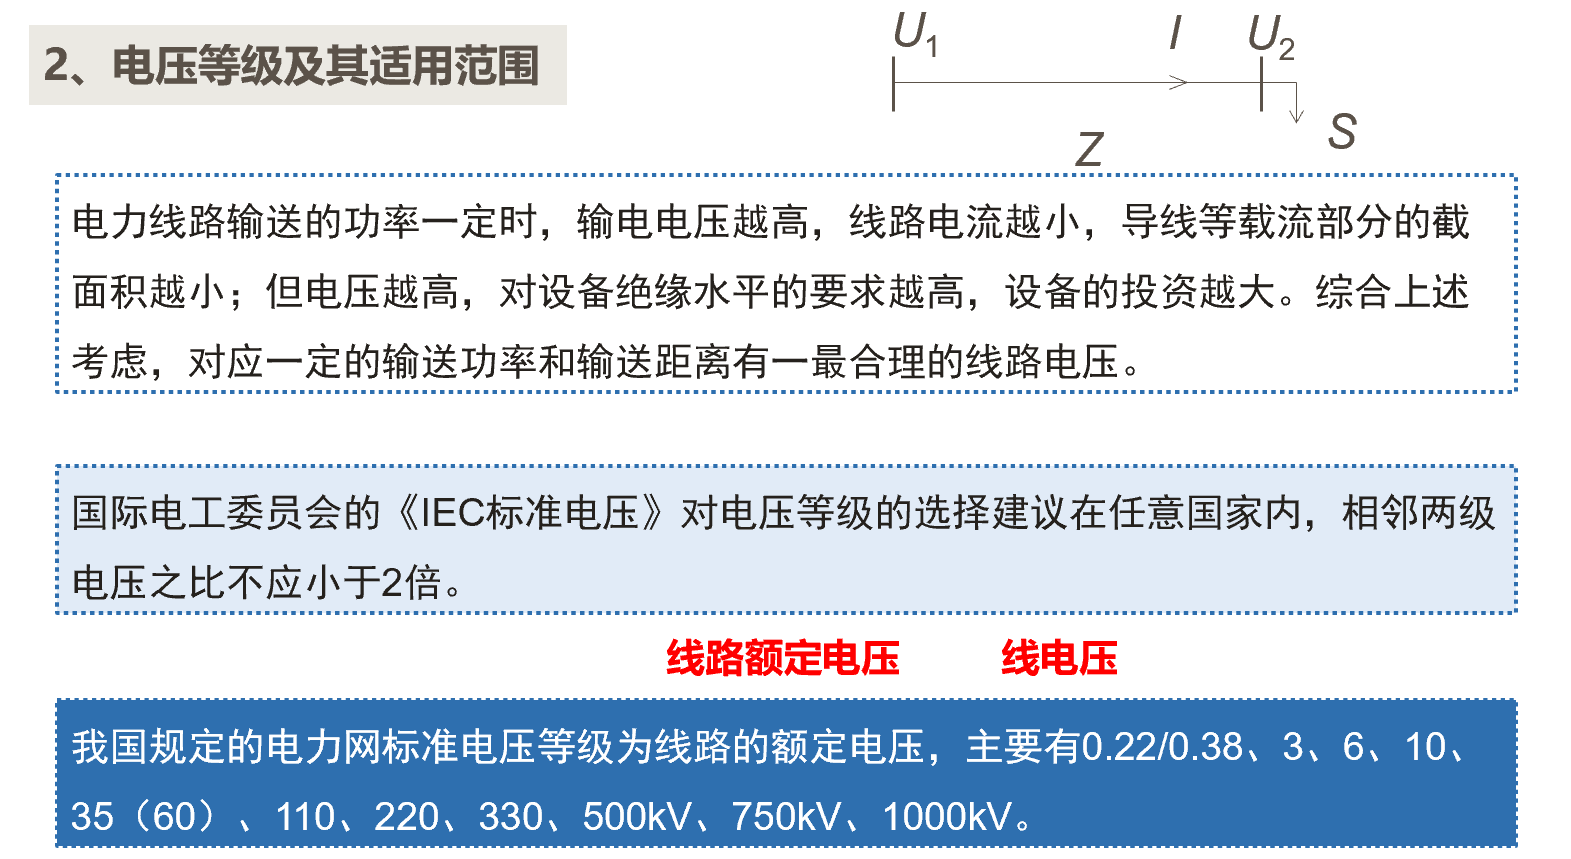 2、电压等级及其适用范围
U1 I U2
Z S
电力线路输送的功率一定时，输电电压越高，线路电流越小，导线等载流部分的截
面积越小；但电压越高，对设备绝缘水平的要求越高，设备的投资越大。综合上述
考虑，对应一定的输送功率和输送距离有一最合理的线路电压。
国际电工委员会的《IEC标准电压》对电压等级的选择建议在任意国家内，相邻两级
电压之比不应小于2倍。
线路额定电压 线电压
我国规定的电力网标准电压等级为线路的额定电压，主要有0.22/0.38、3、6、10、
35（60）、110、220、330、500kV、750kV、1000kV。